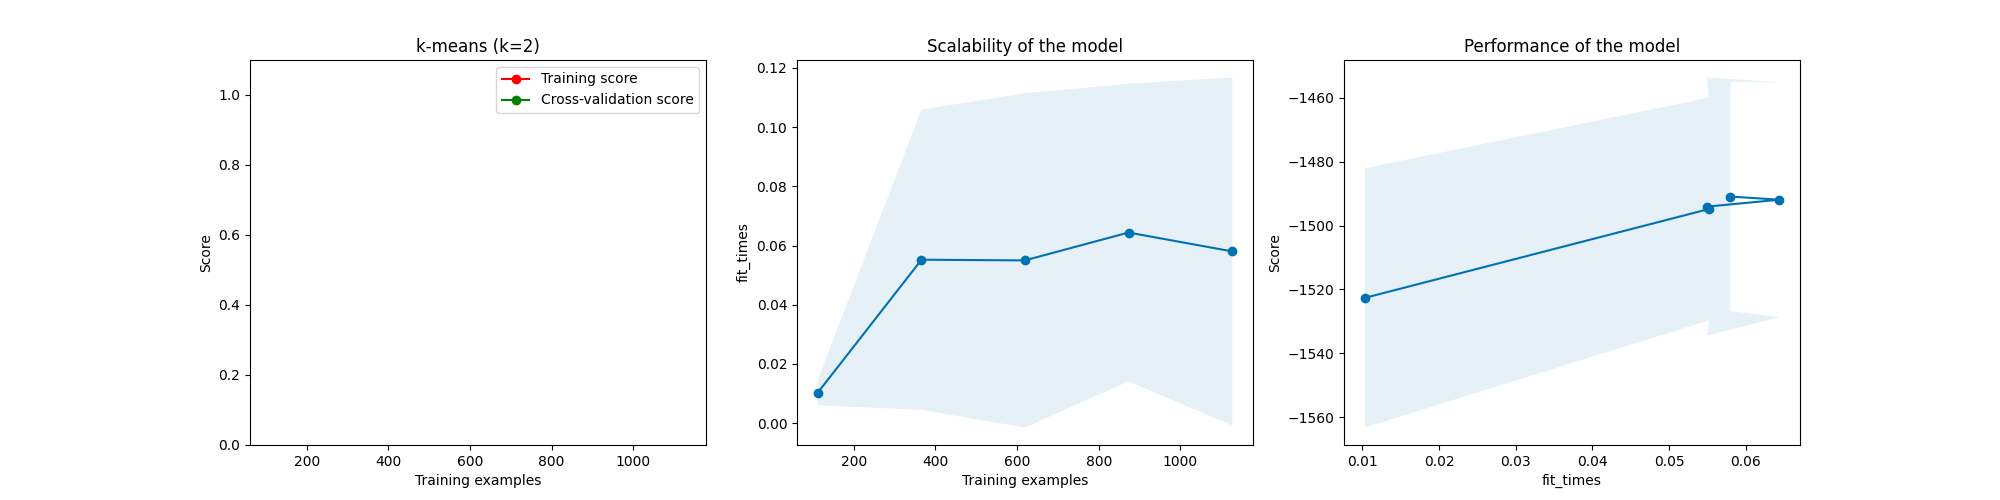 k-means (k=2)
Training score
Cross-validation score
1.0
0.8
0.6
0.4
0.2
0.0
Score
200 400 600 800 1000
Training examples
Scalability of the model
0.12
0.10
0.08
0.06
0.04
0.02
0.00
fit_times
200 400 600 800 1000
Training examples
Performance of the model
−1460
−1480
−1500
−1520
−1540
−1560
Score
0.01 0.02 0.03 0.04 0.05 0.06
fit_times